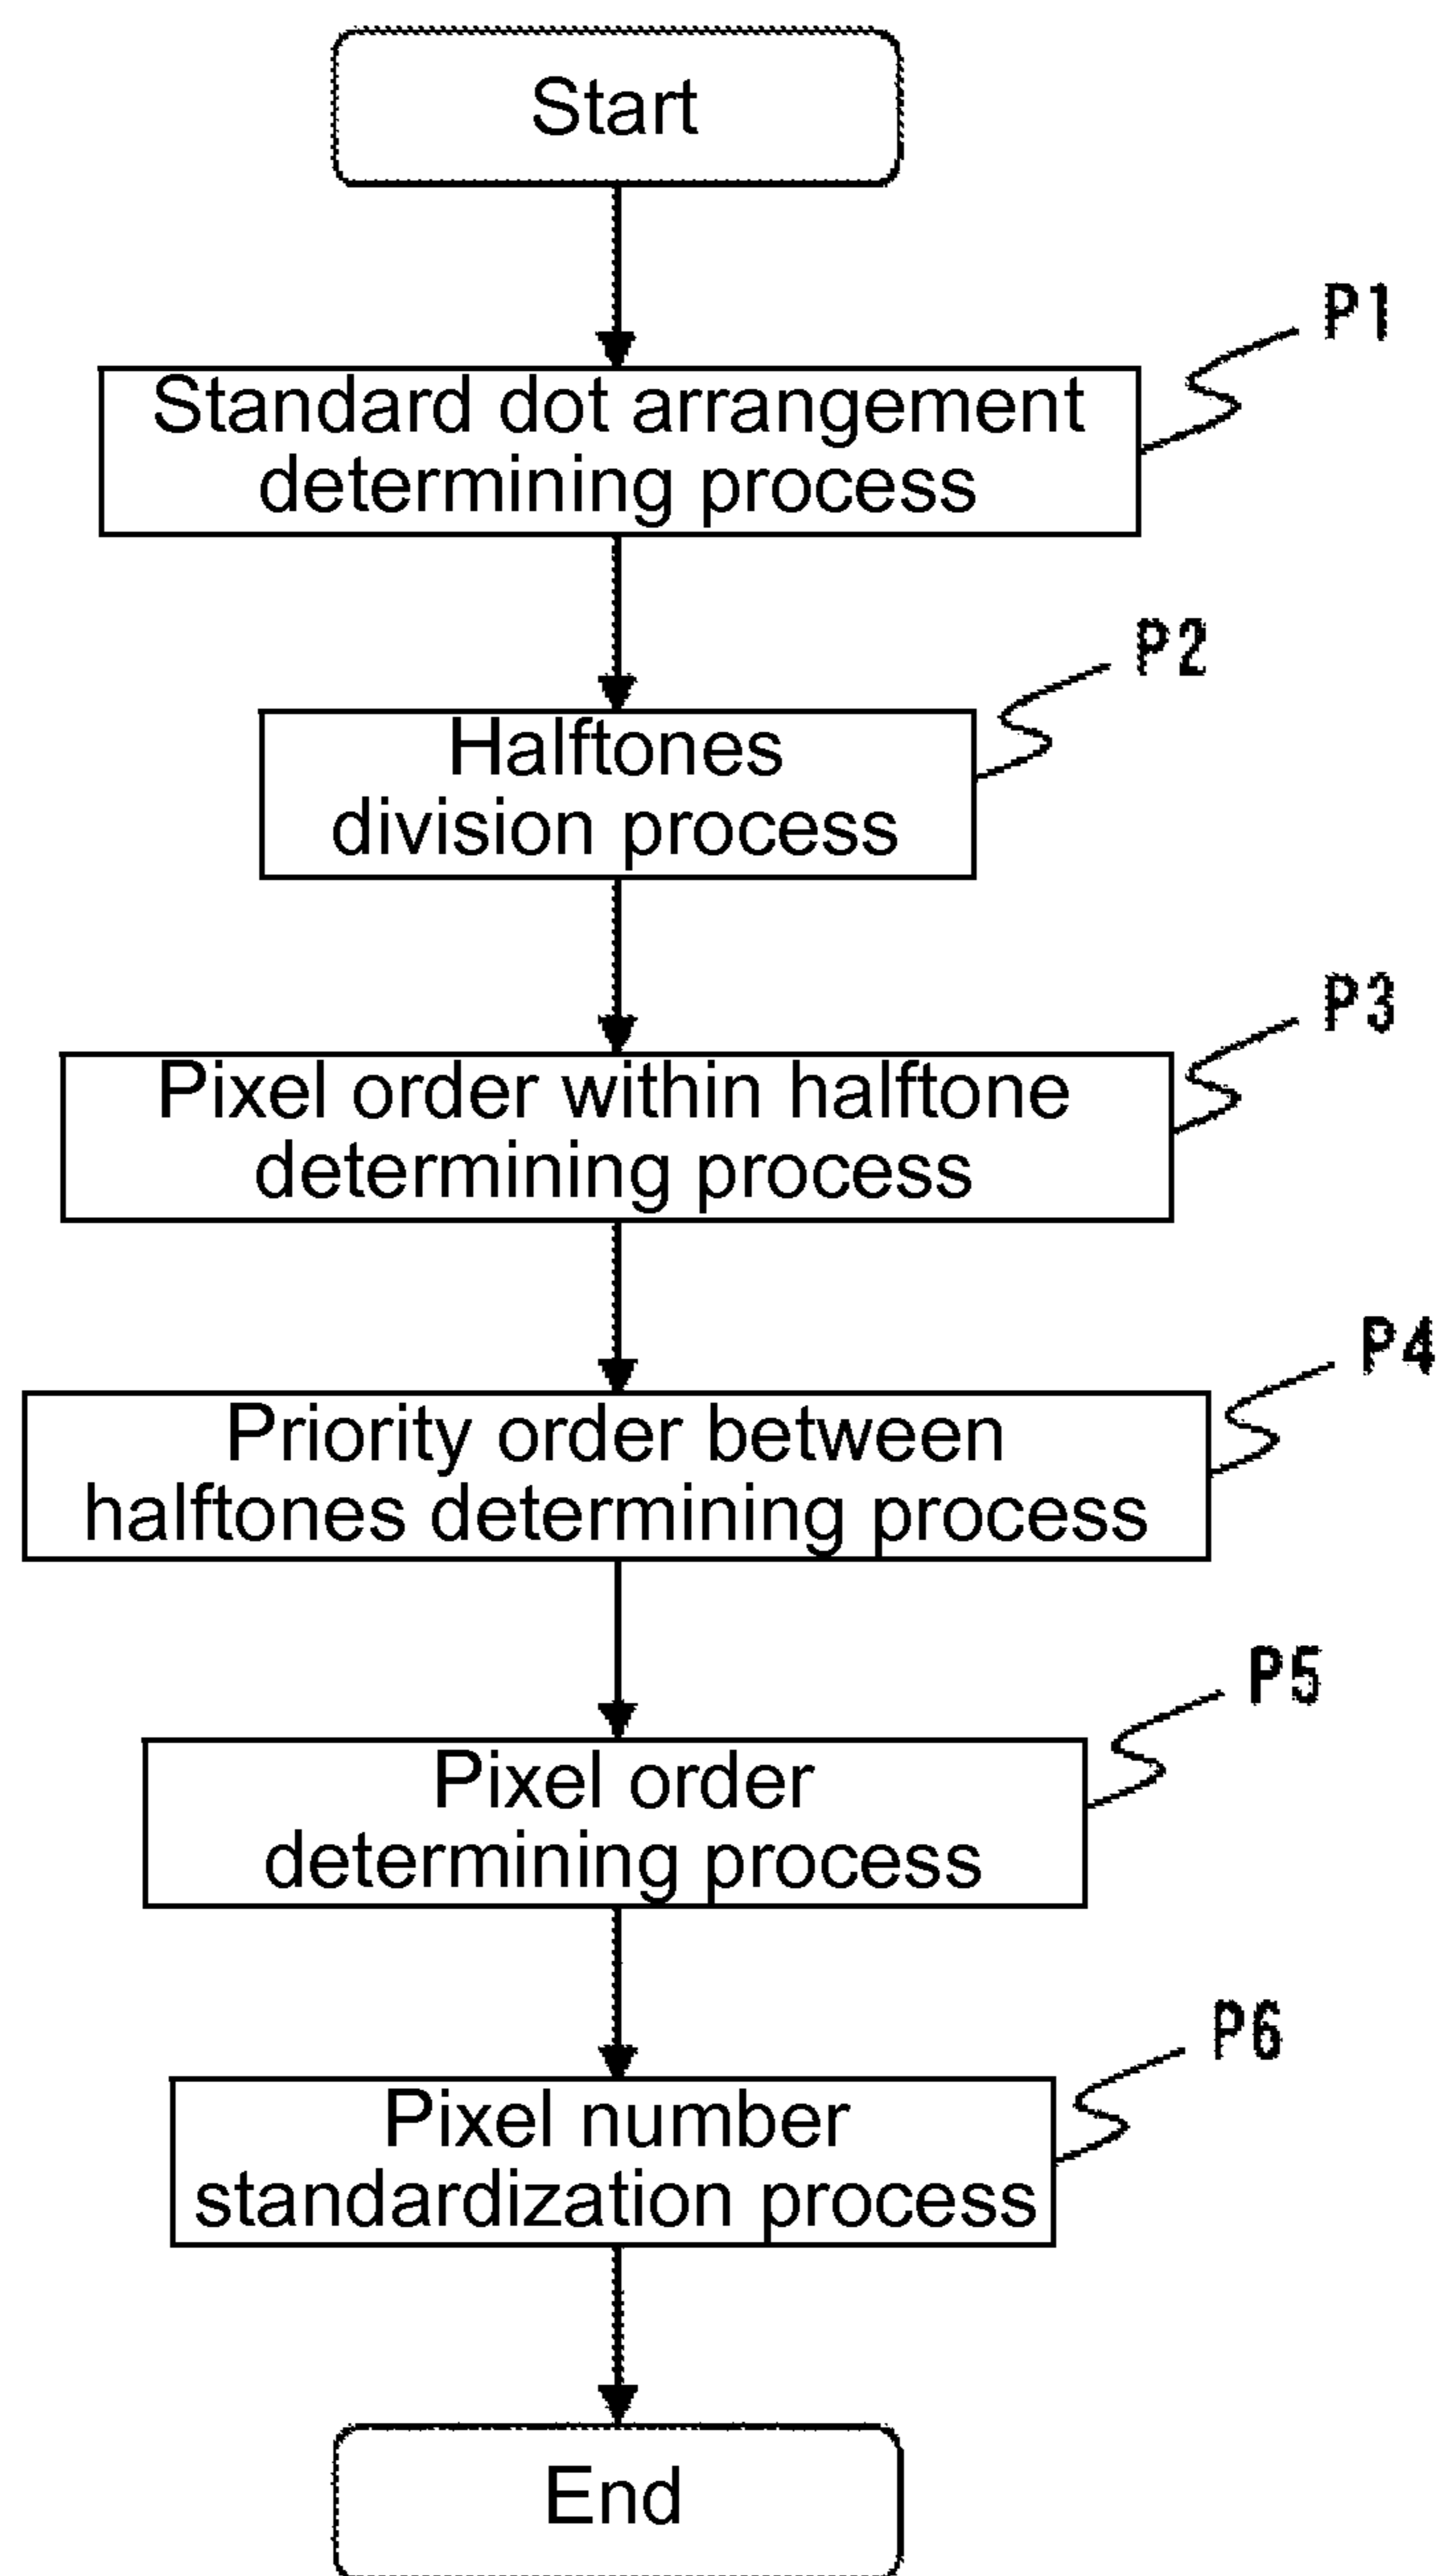 Start
P1
Standard dot arrangement
determining process
P2
Halftones
division process
P3
Pixel order within halftone
determining process
P4
Priority order between
halftones determining process
P5
Pixel order
determining process
P6
Pixel number
standardization process
End